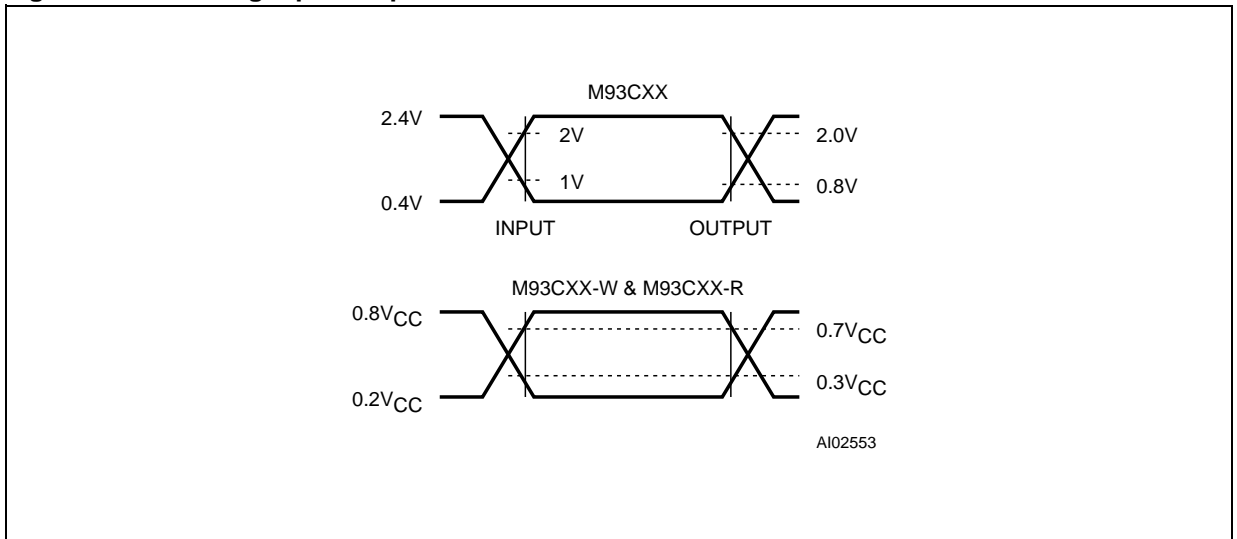 M93CXX
2.4V
2V
2.0V
1V
0.8V
0.4V
INPUT
OUTPUT
M93CXX-W & M93CXX-R
0.8VCC
0.7VCC
0.3VCC
0.2VCC
AI02553